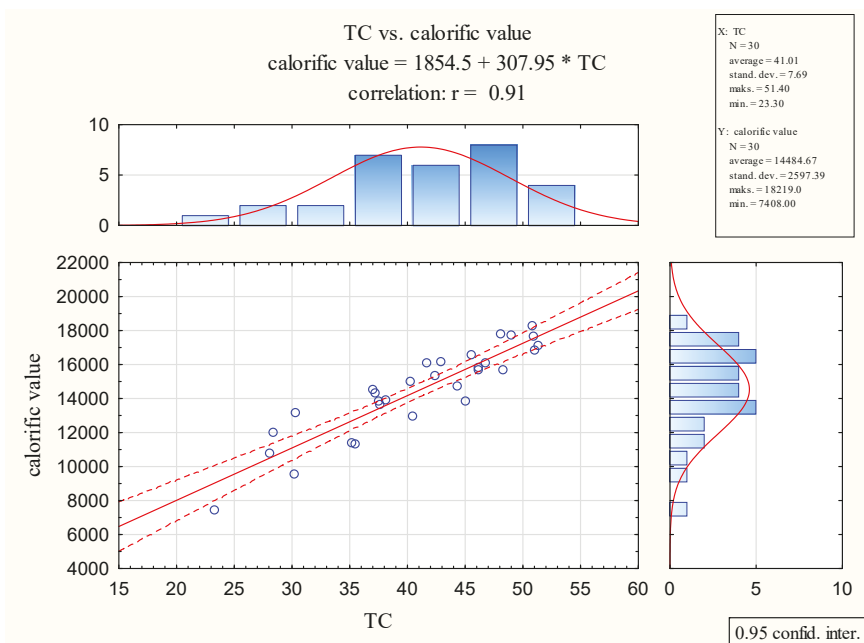 TC vs. calorific value
calorific value = 1854.5 + 307.95 * TC
correlation: r = 0.91
X: TC
N = 30
average = 41.01
stand. dev. = 7.69
maks. = 51.40
min. = 23.30
Y: calorific value
N = 30
average = 14484.67
stand. dev. = 2597.39
maks. = 18219.0
min. = 7408.00
10
5
0
22000
20000
18000
16000
14000
12000
10000
8000
6000
4000
calorific value
15 20 25 30 35 40 45 50 55 60
TC
0 5 10
0.95 confid. inter.